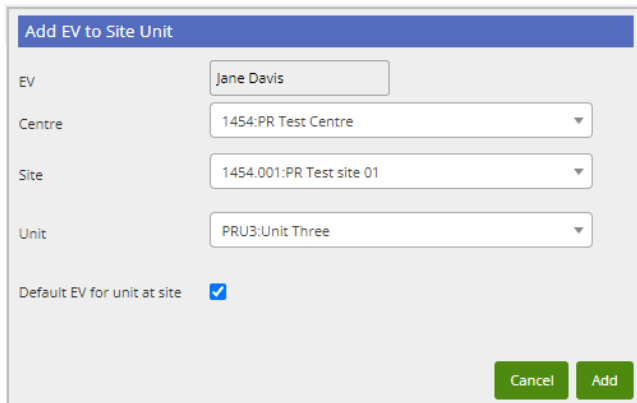 Add EV to Site Unit
EV Jane Davis
Centre 1454:PR Test Centre
Site 1454.001:PR Test site 01
Unit PRU3:Unit Three
Default EV for unit at site
Cancel Add